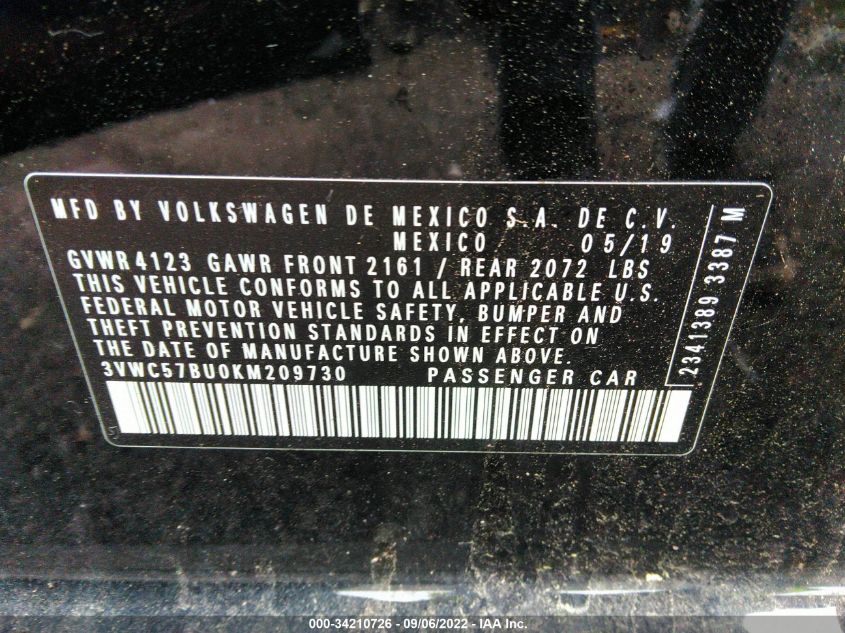 MFD BY VOLKSWAGEN DE MEXICO S.A. DE C.V.
MEXICO 05/19
GVWR 4123 GAWR FRONT 2161 / REAR 2072 LBS
THIS VEHICLE CONFORMS TO ALL APPLICABLE U.S.
FEDERAL MOTOR VEHICLE SAFETY, BUMPER AND
THEFT PREVENTION STANDARDS IN EFFECT ON
THE DATE OF MANUFACTURE SHOWN ABOVE.
3VWC57BU0KM209730 PASSENGER CAR
2341389 3387 M
000-34210726 - 09/06/2022 - IAA Inc.